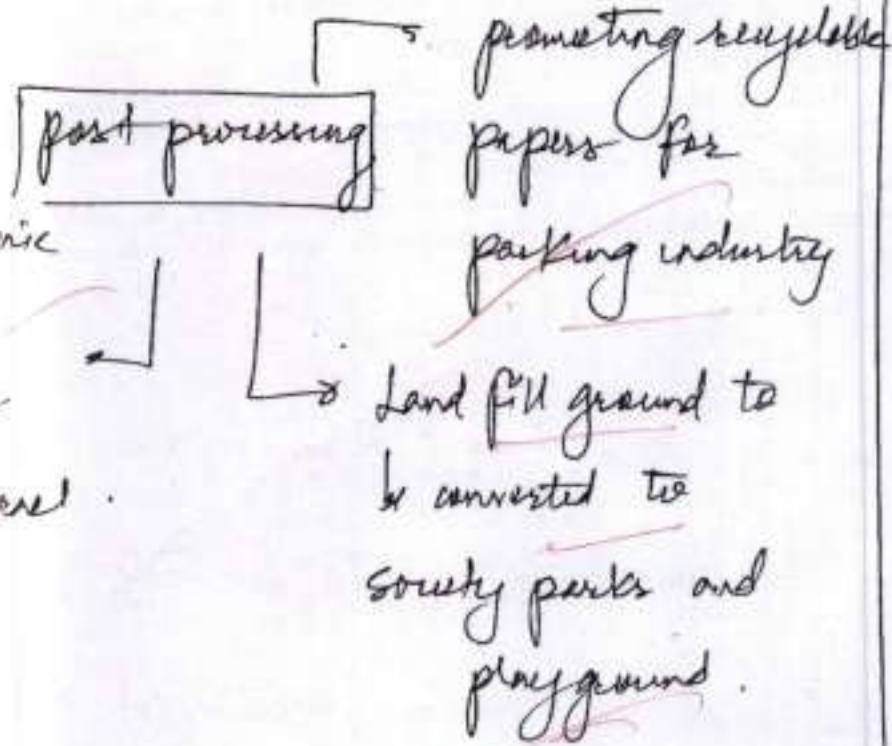 promoting recyclable
post processing
papers for
packing industry
nic
Land fill ground to
be converted to
society parks and
playground.